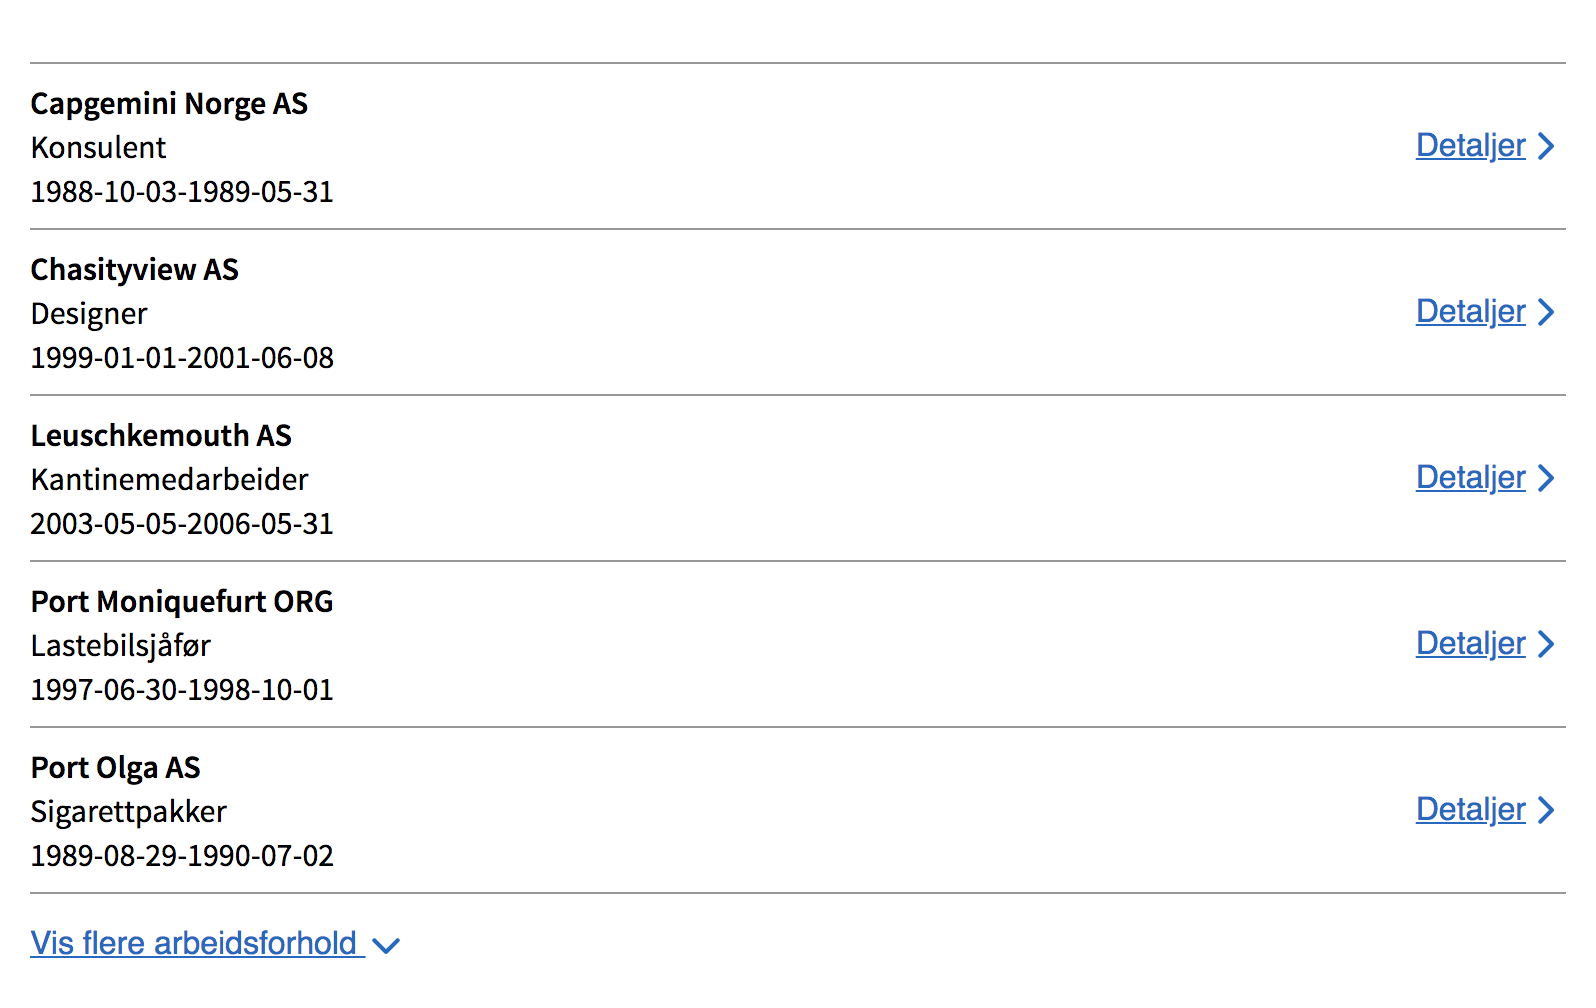 Capgemini Norge AS
Konsulent
1988-10-03-1989-05-31
Detaljer
Chasityview AS
Designer
1999-01-01-2001-06-08
Detaljer
Leuschkemouth AS
Kantinemedarbeider
2003-05-05-2006-05-31
Detaljer
Port Moniquefurt ORG
Lastebilsjåfør
1997-06-30-1998-10-01
Detaljer
Port Olga AS
Sigarettpakker
1989-08-29-1990-07-02
Detaljer
Vis flere arbeidsforhold